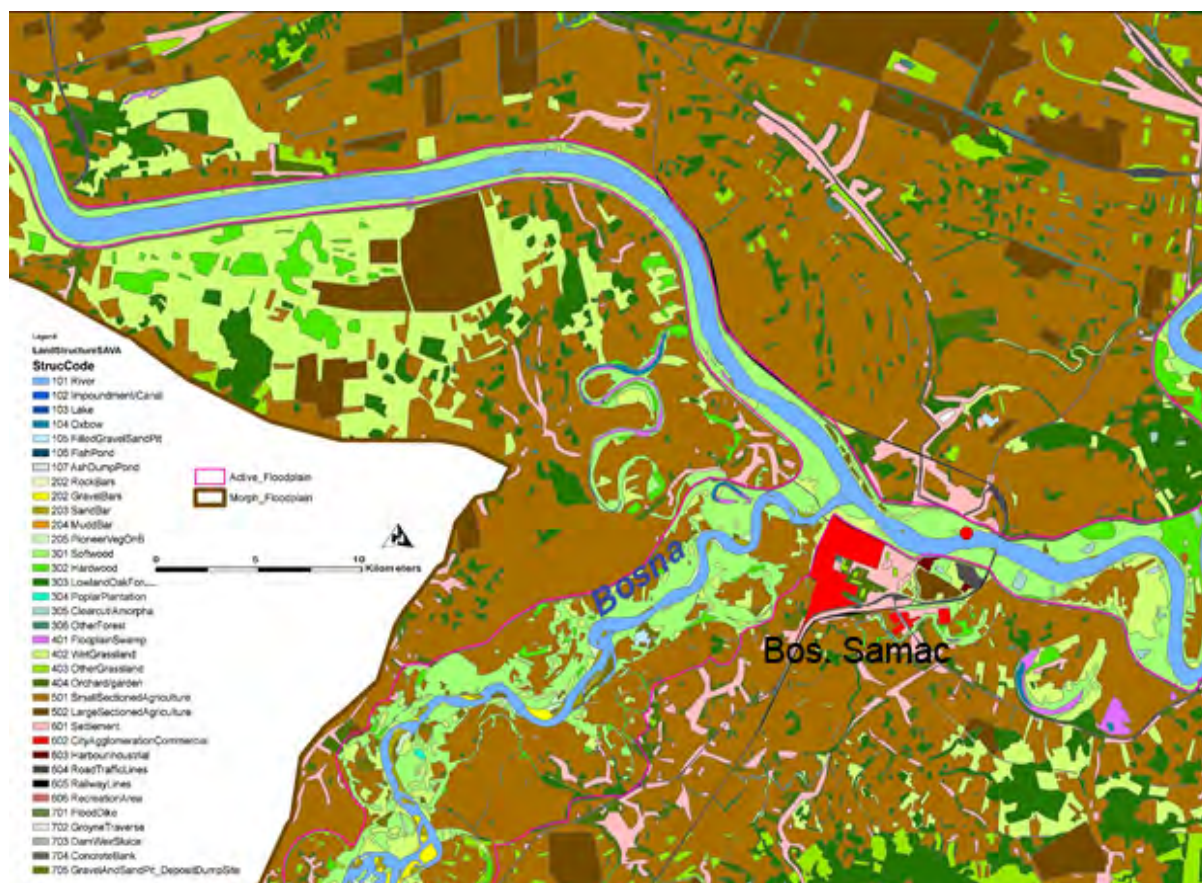 Legend
LandStructureSAVA
StrucCode
101 River
102 Impoundment/Canal
103 Lake
104 Oxbow
105 FilledGravelSandPit
106 FishPond
107 AshDumpPond
202 RockBars
202 GravelBars
203 SandBar
204 MuddBar
205 PioneerVegOnB
301 Softwood
302 Hardwood
303 LowlandOakFor
304 PoplarPlantation
305 ClearcutAmorpha
306 OtherForest
401 FloodplainSwamp
402 WetGrassland
403 OtherGrassland
404 Orchard/garden
501 SmallSectionedAgriculture
502 LargeSectionedAgriculture
601 Settlement
602 CityAgglomerationCommercial
603 HarbourIndustrial
604 RoadTrafficLines
605 RailwayLines
606 RecreationArea
701 FloodDike
702 GroyneTraverse
703 DamWeirSluice
704 ConcreteBank
705 GravelAndSandPit_DepositDumpSite
Active_Floodplain
Morph_Floodplain
0 5 10
Kilometers
Bosna
Bos. Samac